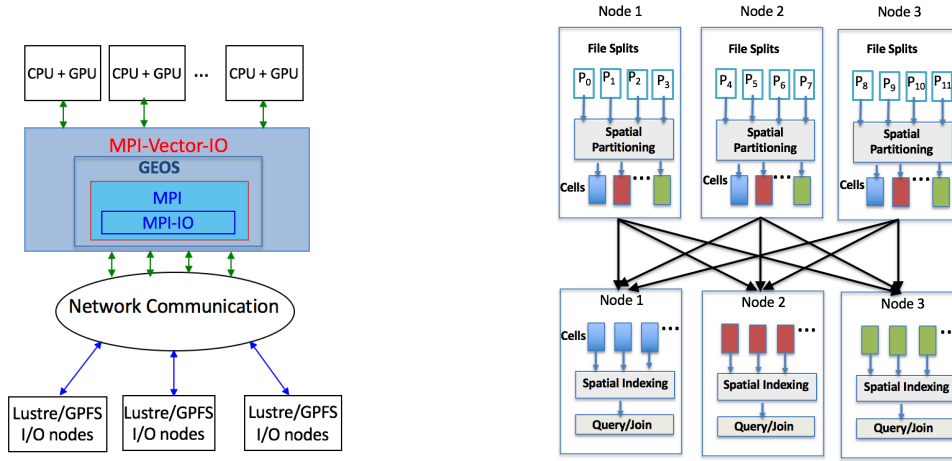 CPU + GPU
CPU + GPU
...
CPU + GPU
MPI-Vector-IO
GEOS
MPI
MPI-IO
Network Communication
Lustre/GPFS
I/O nodes
Lustre/GPFS
I/O nodes
Lustre/GPFS
I/O nodes
Node 1
File Splits
P0 P1 P2 P3
Spatial
Partitioning
Cells
...
Node 2
File Splits
P4 P5 P6 P7
Spatial
Partitioning
Cells
...
Node 3
File Splits
P8 P9 P10 P11
Spatial
Partitioning
Cells
...
Node 1
Cells
...
Spatial Indexing
Query/Join
Node 2
...
Spatial Indexing
Query/Join
Node 3
...
Spatial Indexing
Query/Join